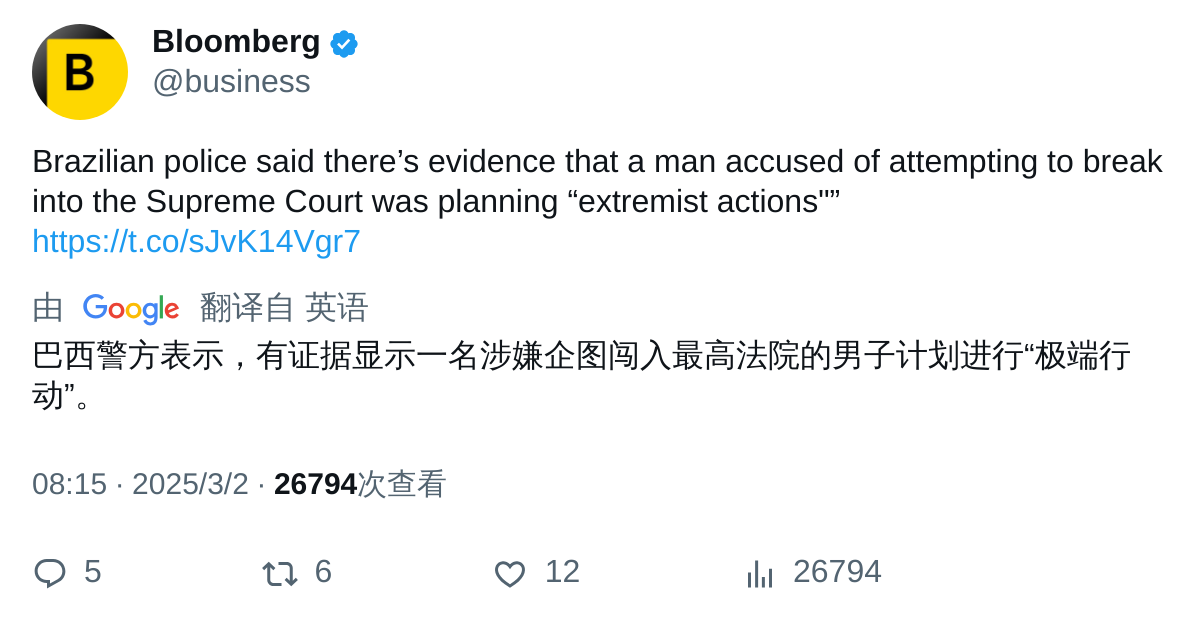 B
Bloomberg
@business
Brazilian police said there’s evidence that a man accused of attempting to break
into the Supreme Court was planning “extremist actions"”
https://t.co/sJvK14Vgr7
由 Google 翻译自 英语
巴西警方表示，有证据显示一名涉嫌企图闯入最高法院的男子计划进行“极端行
动”。
08:15 · 2025/3/2 · 26794次查看
5 6 12 26794